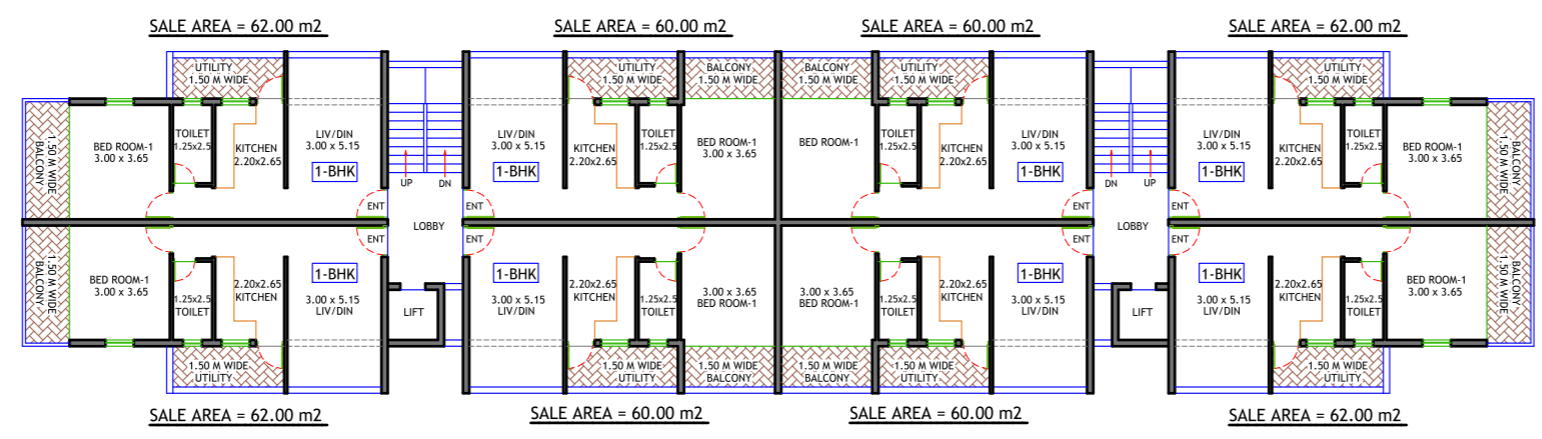 SALE AREA = 62.00 m2
SALE AREA = 60.00 m2
SALE AREA = 60.00 m2
SALE AREA = 62.00 m2
UTILITY
1.50 M WIDE
UTILITY
1.50 M WIDE
BALCONY
1.50 M WIDE
BALCONY
1.50 M WIDE
UTILITY
1.50 M WIDE
UTILITY
1.50 M WIDE
1.50 M WIDE
BALCONY
BED ROOM-1
3.00 x 3.65
TOILET
1.25x2.5
KITCHEN
2.20x2.65
LIV/DIN
3.00 x 5.15
1-BHK
UP
DN
LIV/DIN
3.00 x 5.15
1-BHK
KITCHEN
2.20x2.65
TOILET
1.25x2.5
BED ROOM-1
3.00 x 3.65
BED ROOM-1
TOILET
1.25x2.5
KITCHEN
2.20x2.65
LIV/DIN
3.00 x 5.15
1-BHK
DN
UP
LIV/DIN
3.00 x 5.15
1-BHK
KITCHEN
2.20x2.65
TOILET
1.25x2.5
BED ROOM-1
3.00 x 3.65
1.50 M WIDE
BALCONY
ENT
ENT
ENT
ENT
LOBBY
LOBBY
ENT
ENT
ENT
ENT
1.50 M WIDE
BALCONY
BED ROOM-1
3.00 x 3.65
1.25x2.5
TOILET
2.20x2.65
KITCHEN
1-BHK
3.00 x 5.15
LIV/DIN
LIFT
1-BHK
3.00 x 5.15
LIV/DIN
2.20x2.65
KITCHEN
1.25x2.5
TOILET
3.00 x 3.65
BED ROOM-1
3.00 x 3.65
BED ROOM-1
1.25x2.5
TOILET
2.20x2.65
KITCHEN
1-BHK
3.00 x 5.15
LIV/DIN
LIFT
1-BHK
3.00 x 5.15
LIV/DIN
2.20x2.65
KITCHEN
1.25x2.5
TOILET
BED ROOM-1
3.00 x 3.65
1.50 M WIDE
BALCONY
1.50 M WIDE
UTILITY
1.50 M WIDE
UTILITY
1.50 M WIDE
BALCONY
1.50 M WIDE
BALCONY
1.50 M WIDE
UTILITY
1.50 M WIDE
UTILITY
SALE AREA = 62.00 m2
SALE AREA = 60.00 m2
SALE AREA = 60.00 m2
SALE AREA = 62.00 m2